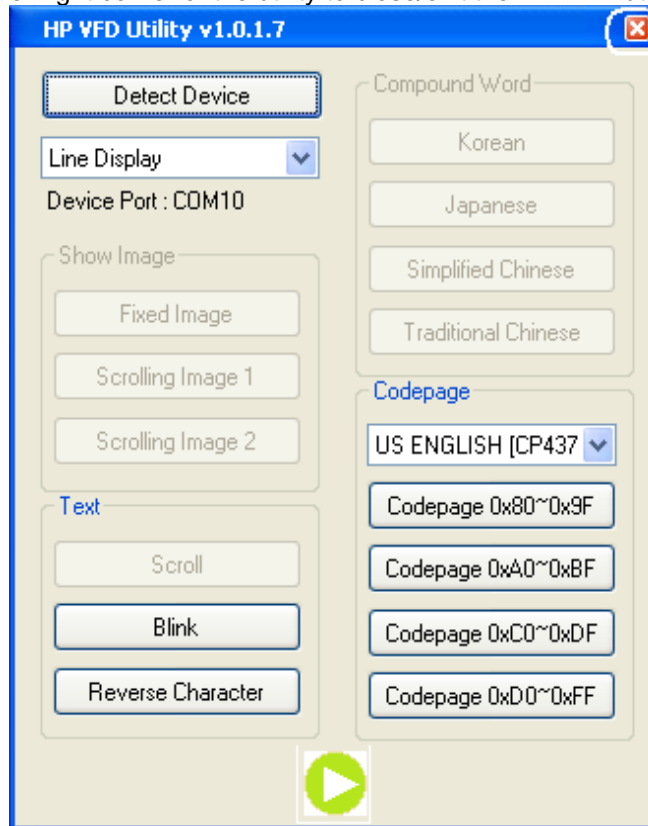 HP VFD Utility v1.0.1.7
Detect Device
Line Display
Device Port : COM10
Show Image
Fixed Image
Scrolling Image 1
Scrolling Image 2
Text
Scroll
Blink
Reverse Character
Compound Word
Korean
Japanese
Simplified Chinese
Traditional Chinese
Codepage
US ENGLISH [CP437
Codepage 0x80~0x9F
Codepage 0xA0~0xBF
Codepage 0xC0~0xDF
Codepage 0xD0~0xFF